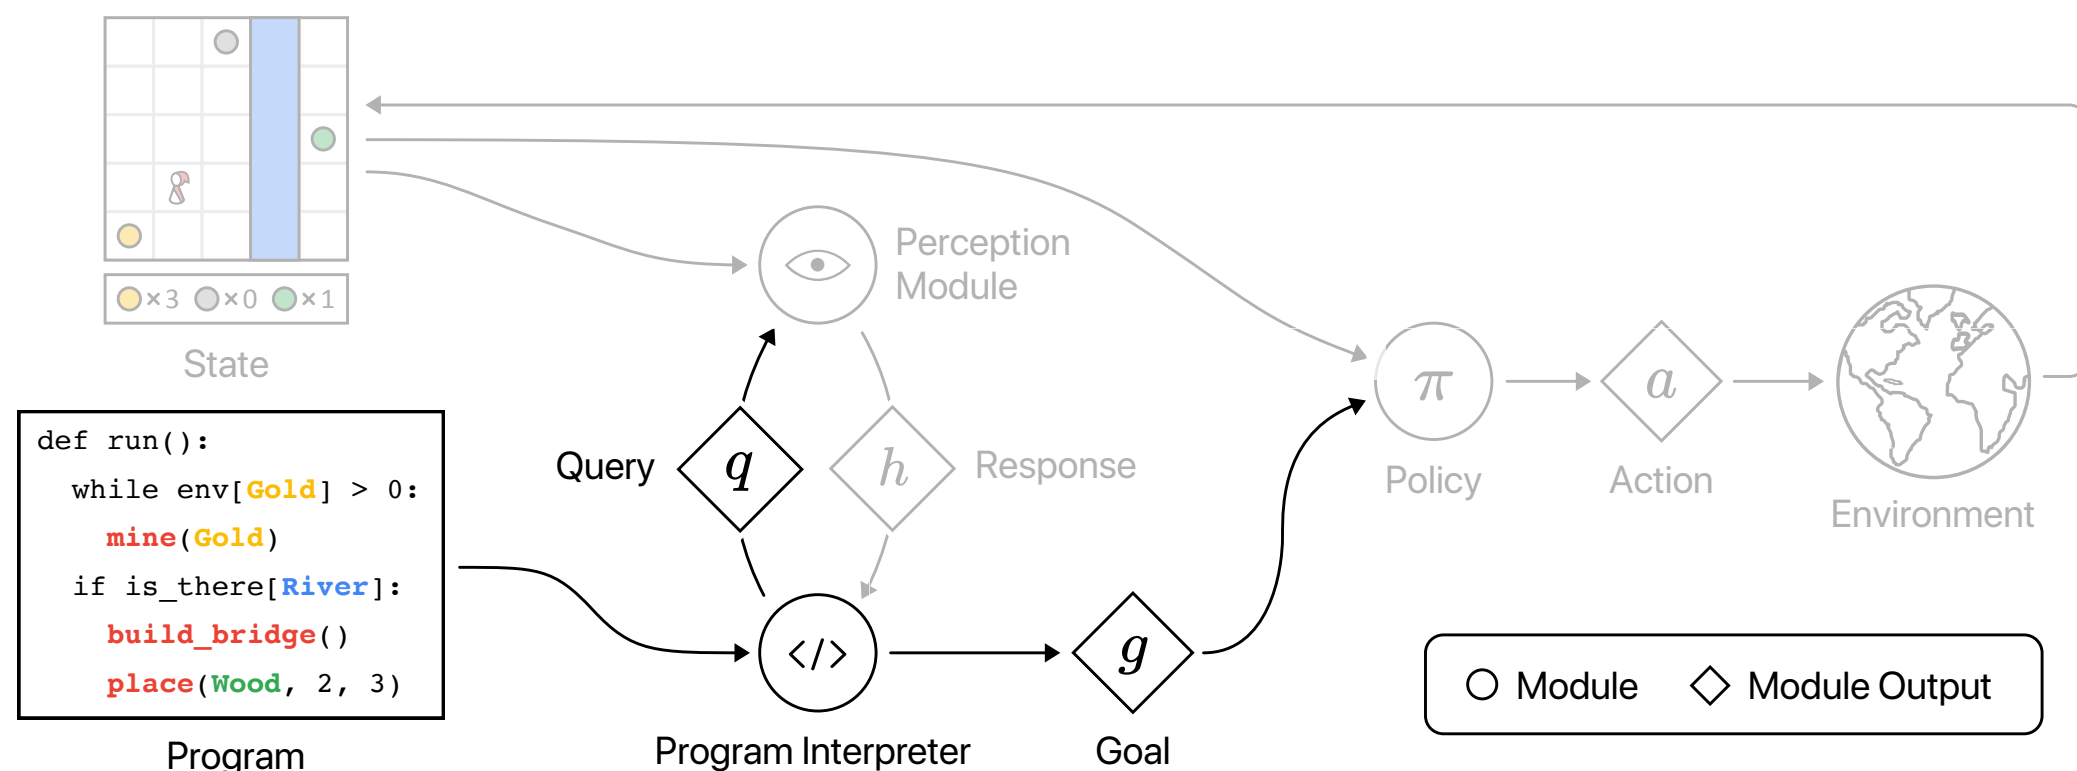 ×3 ×0 ×1
State
def run():
while env[Gold] > 0:
mine(Gold)
if is_there[River]:
build_bridge()
place(Wood, 2, 3)
Program
Perception
Module
Query
q
h
Response
</>
Program Interpreter
g
Goal
π
Policy
a
Action
Environment
Module
Module Output